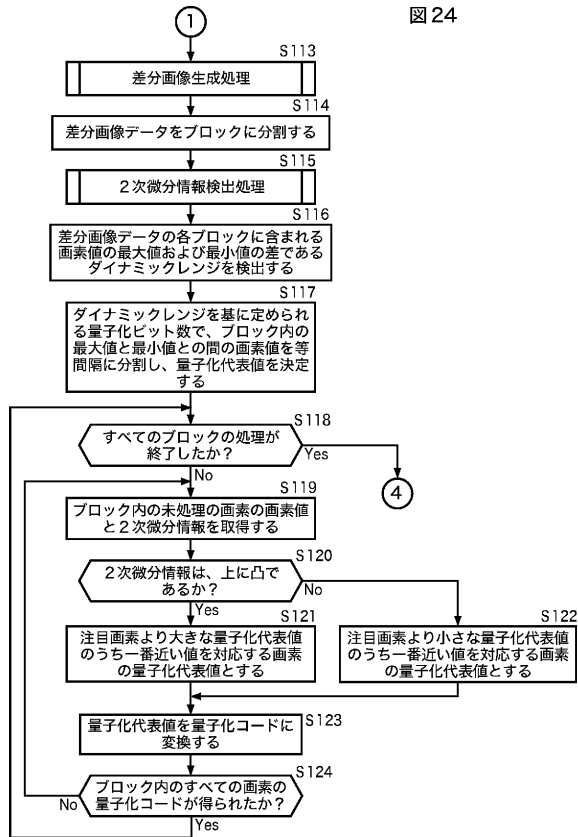 図24
1
S113
差分画像生成処理
S114
差分画像データをブロックに分割する
S115
2次微分情報検出処理
S116
差分画像データの各ブロックに含まれる
画素値の最大値および最小値の差である
ダイナミックレンジを検出する
S117
ダイナミックレンジを基に定められ
る量子化ビット数で、ブロック内の
最大値と最小値との間の画素値を等
間隔に分割し、量子化代表値を決定
する
S118
すべてのブロックの処理が
終了したか?
Yes
No
4
S119
ブロック内の未処理の画素の画素値
と2次微分情報を取得する
S120
2次微分情報は、上に凸で
あるか?
No
Yes
S121
注目画素より大きな量子化代表値
のうち一番近い値を対応する画素
の量子化代表値とする
S122
注目画素より小さな量子化代表値
のうち一番近い値を対応する画素
の量子化代表値とする
S123
量子化代表値を量子化コードに
変換する
S124
ブロック内のすべての画素の
量子化コードが得られたか?
No
Yes